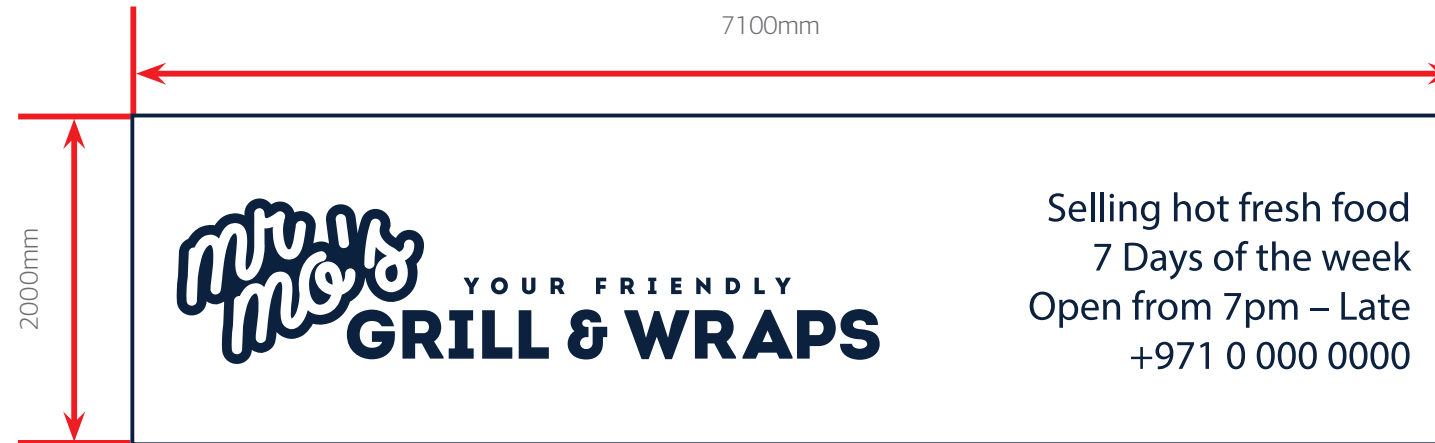 7100mm
2000mm
mr mo's
YOUR FRIENDLY
GRILL & WRAPS
Selling hot fresh food
7 Days of the week
Open from 7pm – Late
+971 0 000 0000